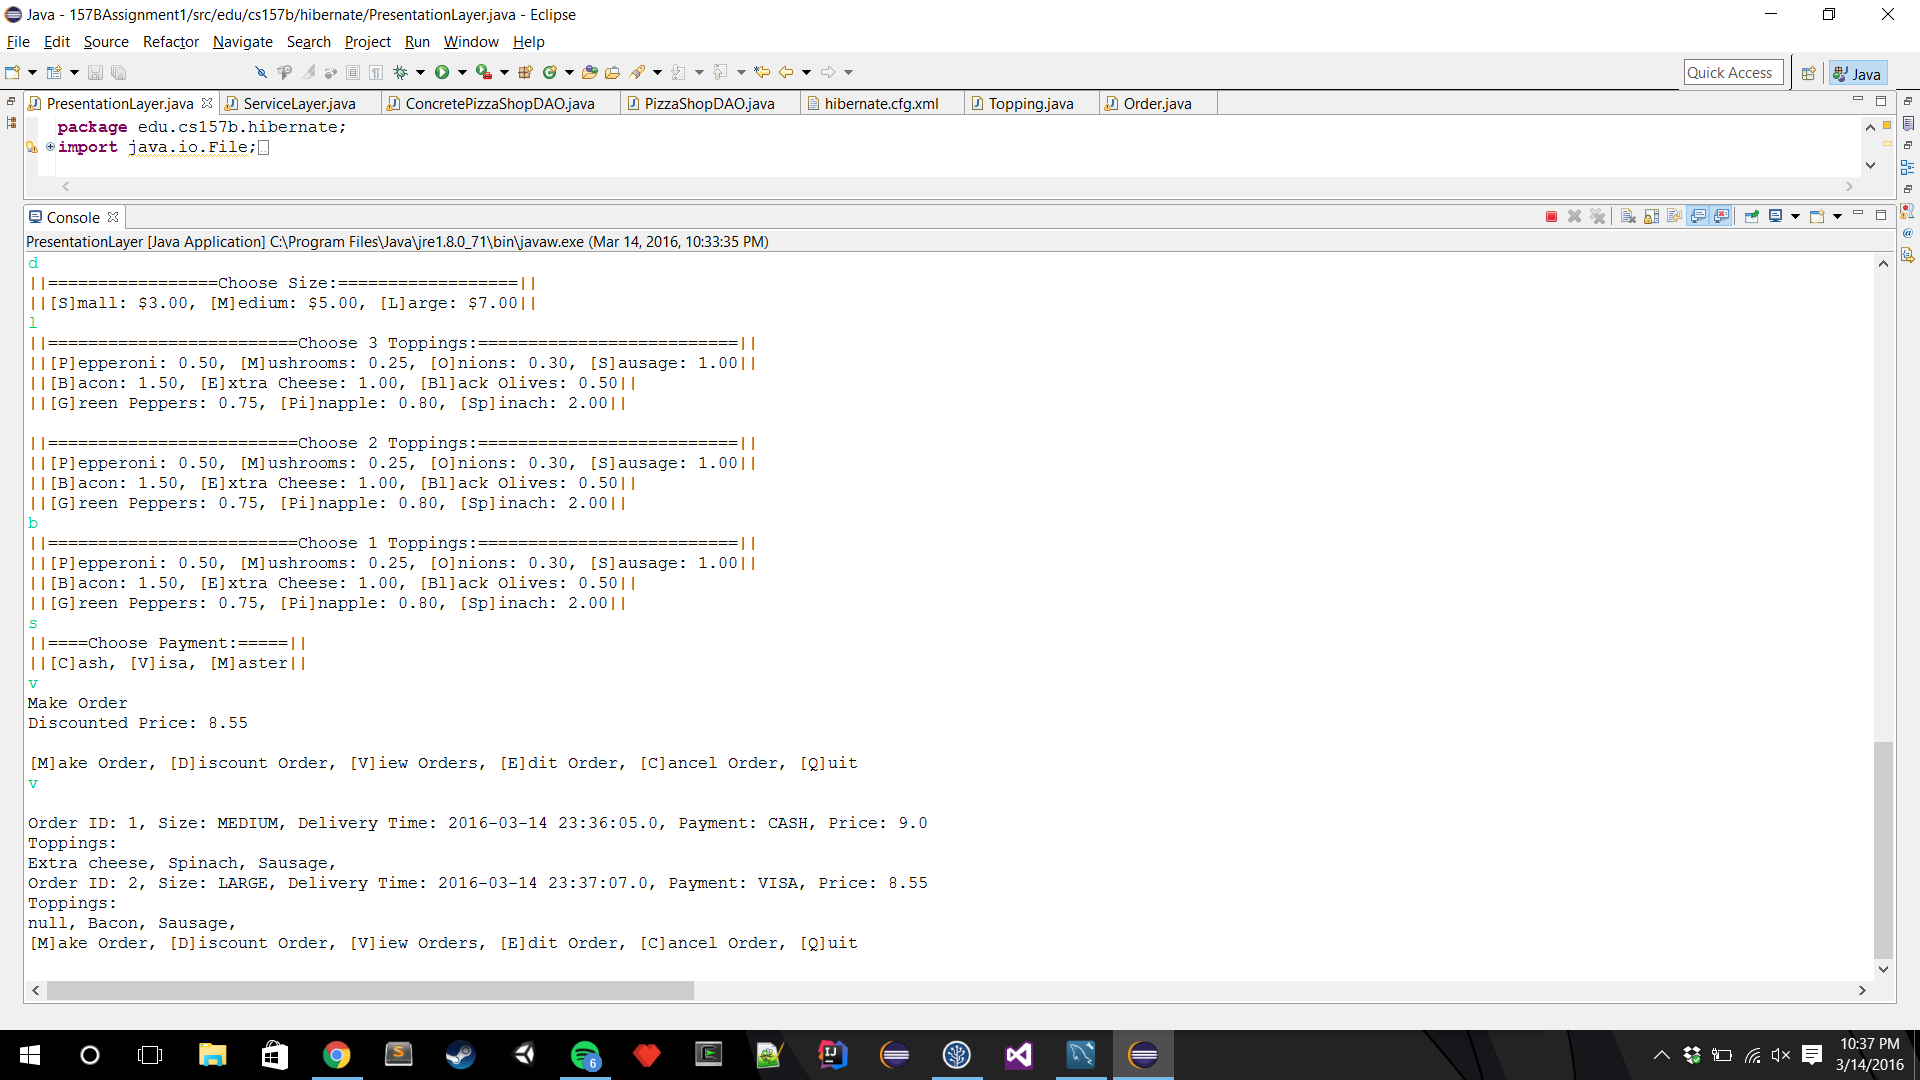 Java - 157BAssignment1/src/edu/cs157b/hibernate/PresentationLayer.java - Eclipse
File Edit Source Refactor Navigate Search Project Run Window Help
Quick Access Java
PresentationLayer.java ServiceLayer.java ConcretePizzaShopDAO.java PizzaShopDAO.java hibernate.cfg.xml Topping.java Order.java
package edu.cs157b.hibernate;
import java.io.File;
Console
PresentationLayer [Java Application] C:\Program Files\Java\jre1.8.0_71\bin\javaw.exe (Mar 14, 2016, 10:33:35 PM)
d
||=================Choose Size:==================||
||[S]mall: $3.00, [M]edium: $5.00, [L]arge: $7.00||
l
||=========================Choose 3 Toppings:==========================||
||[P]epperoni: 0.50, [M]ushrooms: 0.25, [O]nions: 0.30, [S]ausage: 1.00||
||[B]acon: 1.50, [E]xtra Cheese: 1.00, [Bl]ack Olives: 0.50||
||[G]reen Peppers: 0.75, [Pi]napple: 0.80, [Sp]inach: 2.00||
||=========================Choose 2 Toppings:==========================||
||[P]epperoni: 0.50, [M]ushrooms: 0.25, [O]nions: 0.30, [S]ausage: 1.00||
||[B]acon: 1.50, [E]xtra Cheese: 1.00, [Bl]ack Olives: 0.50||
||[G]reen Peppers: 0.75, [Pi]napple: 0.80, [Sp]inach: 2.00||
b
||=========================Choose 1 Toppings:==========================||
||[P]epperoni: 0.50, [M]ushrooms: 0.25, [O]nions: 0.30, [S]ausage: 1.00||
||[B]acon: 1.50, [E]xtra Cheese: 1.00, [Bl]ack Olives: 0.50||
||[G]reen Peppers: 0.75, [Pi]napple: 0.80, [Sp]inach: 2.00||
s
||====Choose Payment:=====||
||[C]ash, [V]isa, [M]aster||
v
Make Order
Discounted Price: 8.55
[M]ake Order, [D]iscount Order, [V]iew Orders, [E]dit Order, [C]ancel Order, [Q]uit
v
Order ID: 1, Size: MEDIUM, Delivery Time: 2016-03-14 23:36:05.0, Payment: CASH, Price: 9.0
Toppings:
Extra cheese, Spinach, Sausage,
Order ID: 2, Size: LARGE, Delivery Time: 2016-03-14 23:37:07.0, Payment: VISA, Price: 8.55
Toppings:
null, Bacon, Sausage,
[M]ake Order, [D]iscount Order, [V]iew Orders, [E]dit Order, [C]ancel Order, [Q]uit
6
10:37 PM
3/14/2016